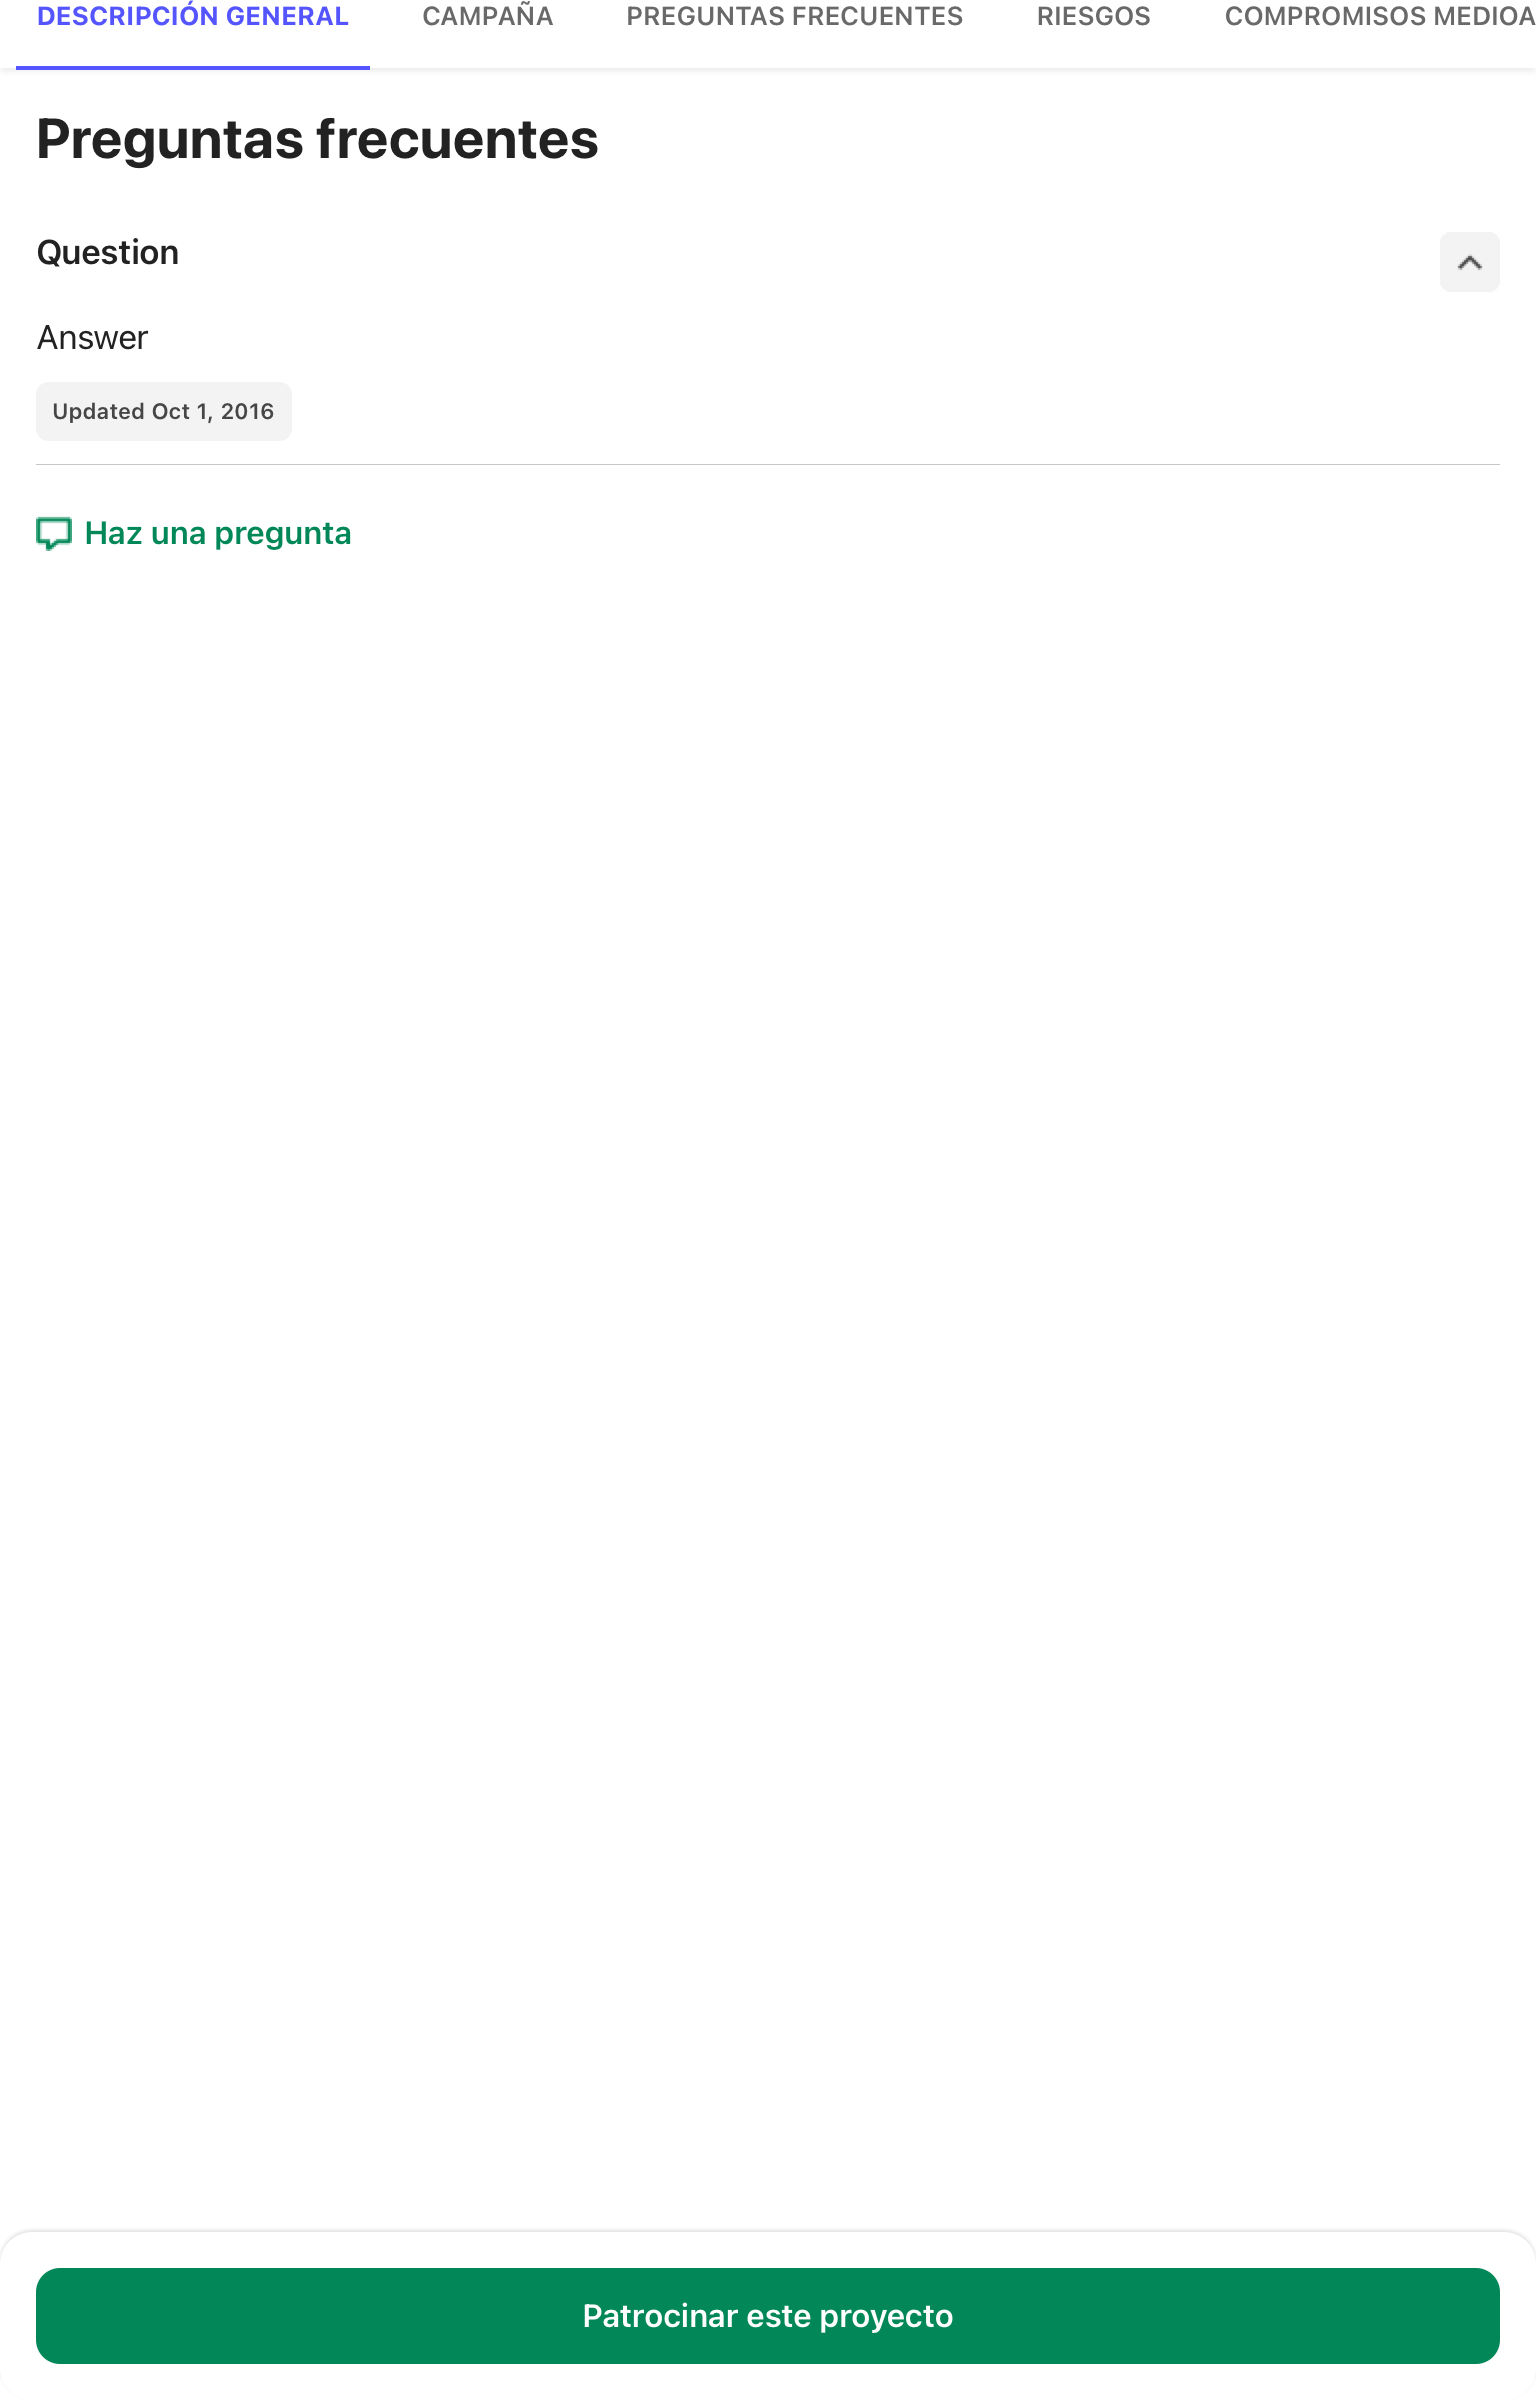 DESCRIPCIÓN GENERAL CAMPAÑA PREGUNTAS FRECUENTES RIESGOS COMPROMISOS MEDIOA
Preguntas frecuentes
Question
Answer
Updated Oct 1, 2016
Haz una pregunta
Patrocinar este proyecto